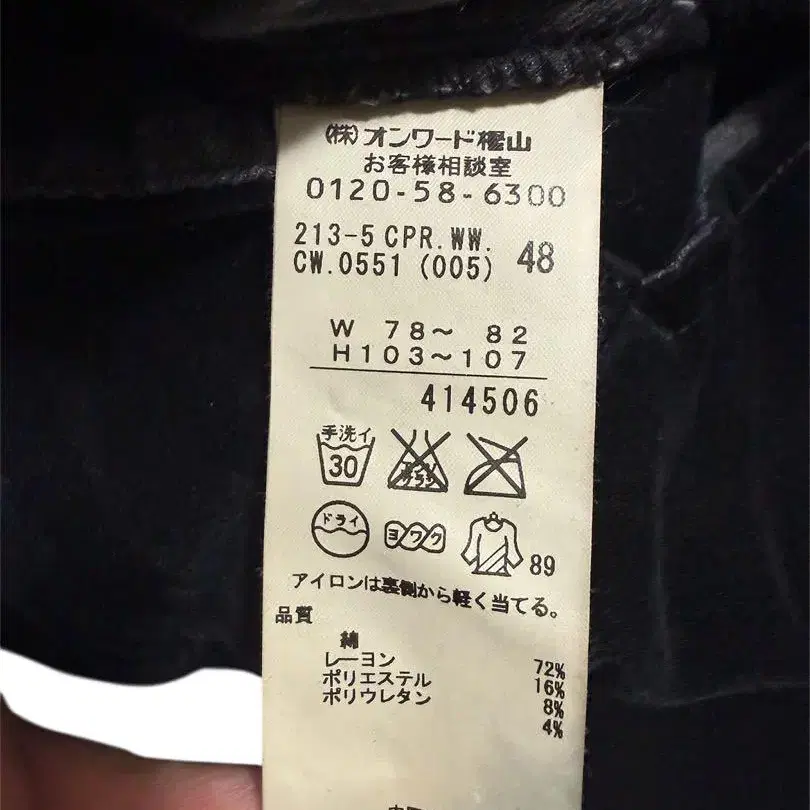 (株)オンワード樫山
お客様相談室
0120-58-6300
213-5 CPR.WW.
CW.0551 (005) 48
W 78〜 82
H103〜107
414506
手洗イ
30
ドライ
ヨワク
89
アイロンは裏側から軽く当てる。
品質
綿 72%
レーヨン 16%
ポリエステル 8%
ポリウレタン 4%